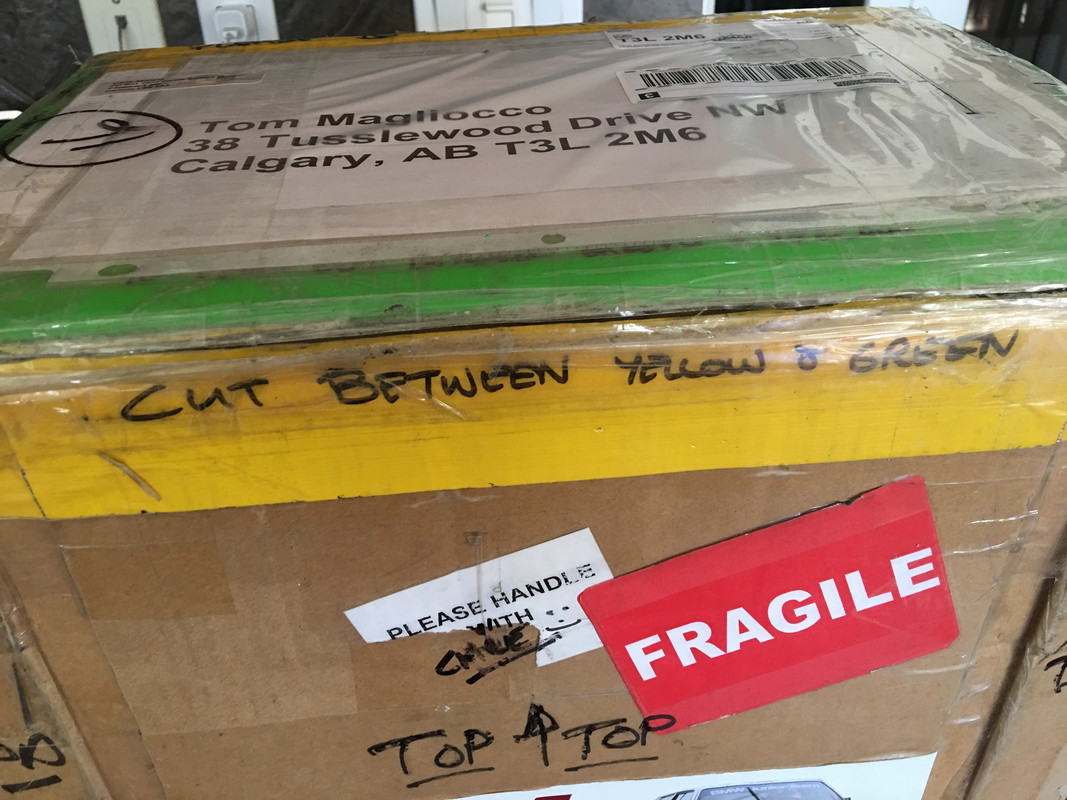 T3L 2M6
Tom Magliocco
38 Tusslewood Drive NW
Calgary, AB T3L 2M6
CUT BETWEEN YELLOW & GREEN
PLEASE HANDLE
WITH
FRAGILE
TOP TOP
BMW